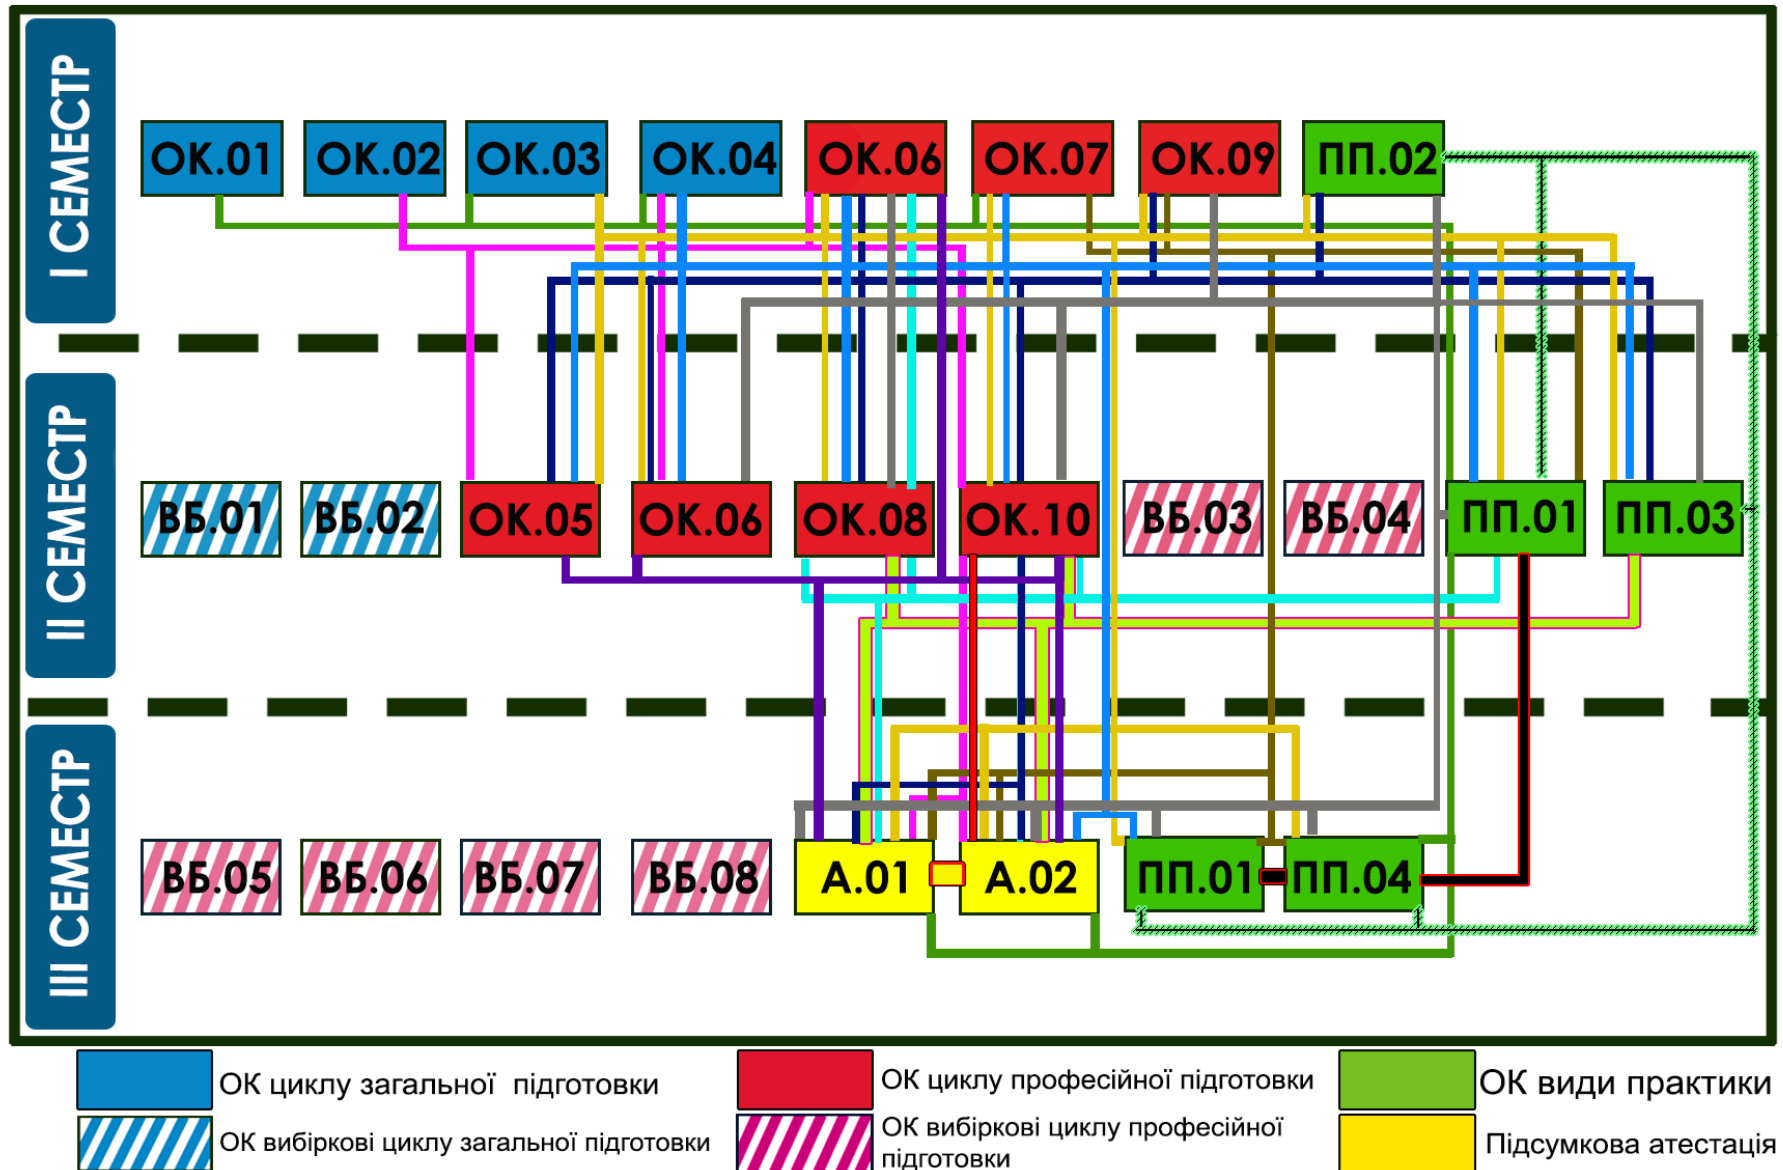 І СЕМЕСТР
ОК.01 ОК.02 ОК.03 ОК.04 ОК.06 ОК.07 ОК.09 ПП.02
ІІ СЕМЕСТР
ВБ.01 ВБ.02 ОК.05 ОК.06 ОК.08 ОК.10 ВБ.03 ВБ.04 ПП.01 ПП.03
ІІІ СЕМЕСТР
ВБ.05 ВБ.06 ВБ.07 ВБ.08 А.01 А.02 ПП.01 ПП.04
ОК циклу загальної підготовки
ОК циклу професійної підготовки
ОК види практики
ОК вибіркові циклу загальної підготовки
ОК вибіркові циклу професійної
підготовки
Підсумкова атестація